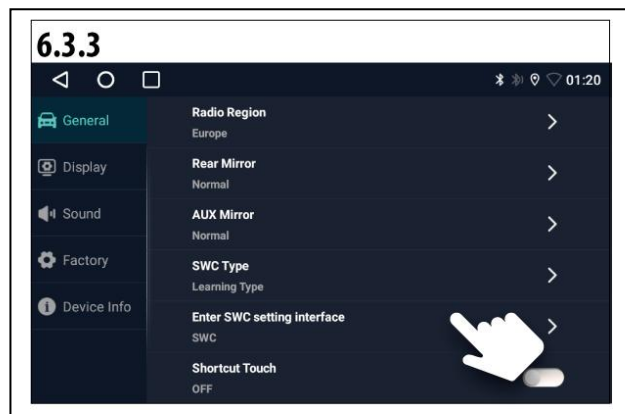 6.3.3
01:20
General
Display
Sound
Factory
Device Info
Radio Region
Europe
Rear Mirror
Normal
AUX Mirror
Normal
SWC Type
Learning Type
Enter SWC setting interface
SWC
Shortcut Touch
OFF